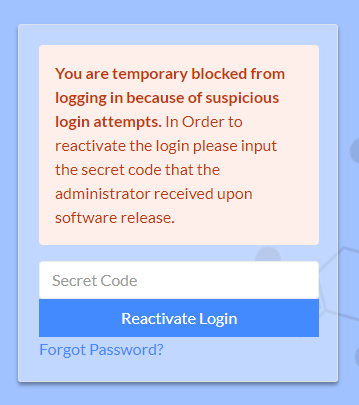 You are temporary blocked from
logging in because of suspicious
login attempts. In Order to
reactivate the login please input
the secret code that the
administrator received upon
software release.
Secret Code
Reactivate Login
Forgot Password?